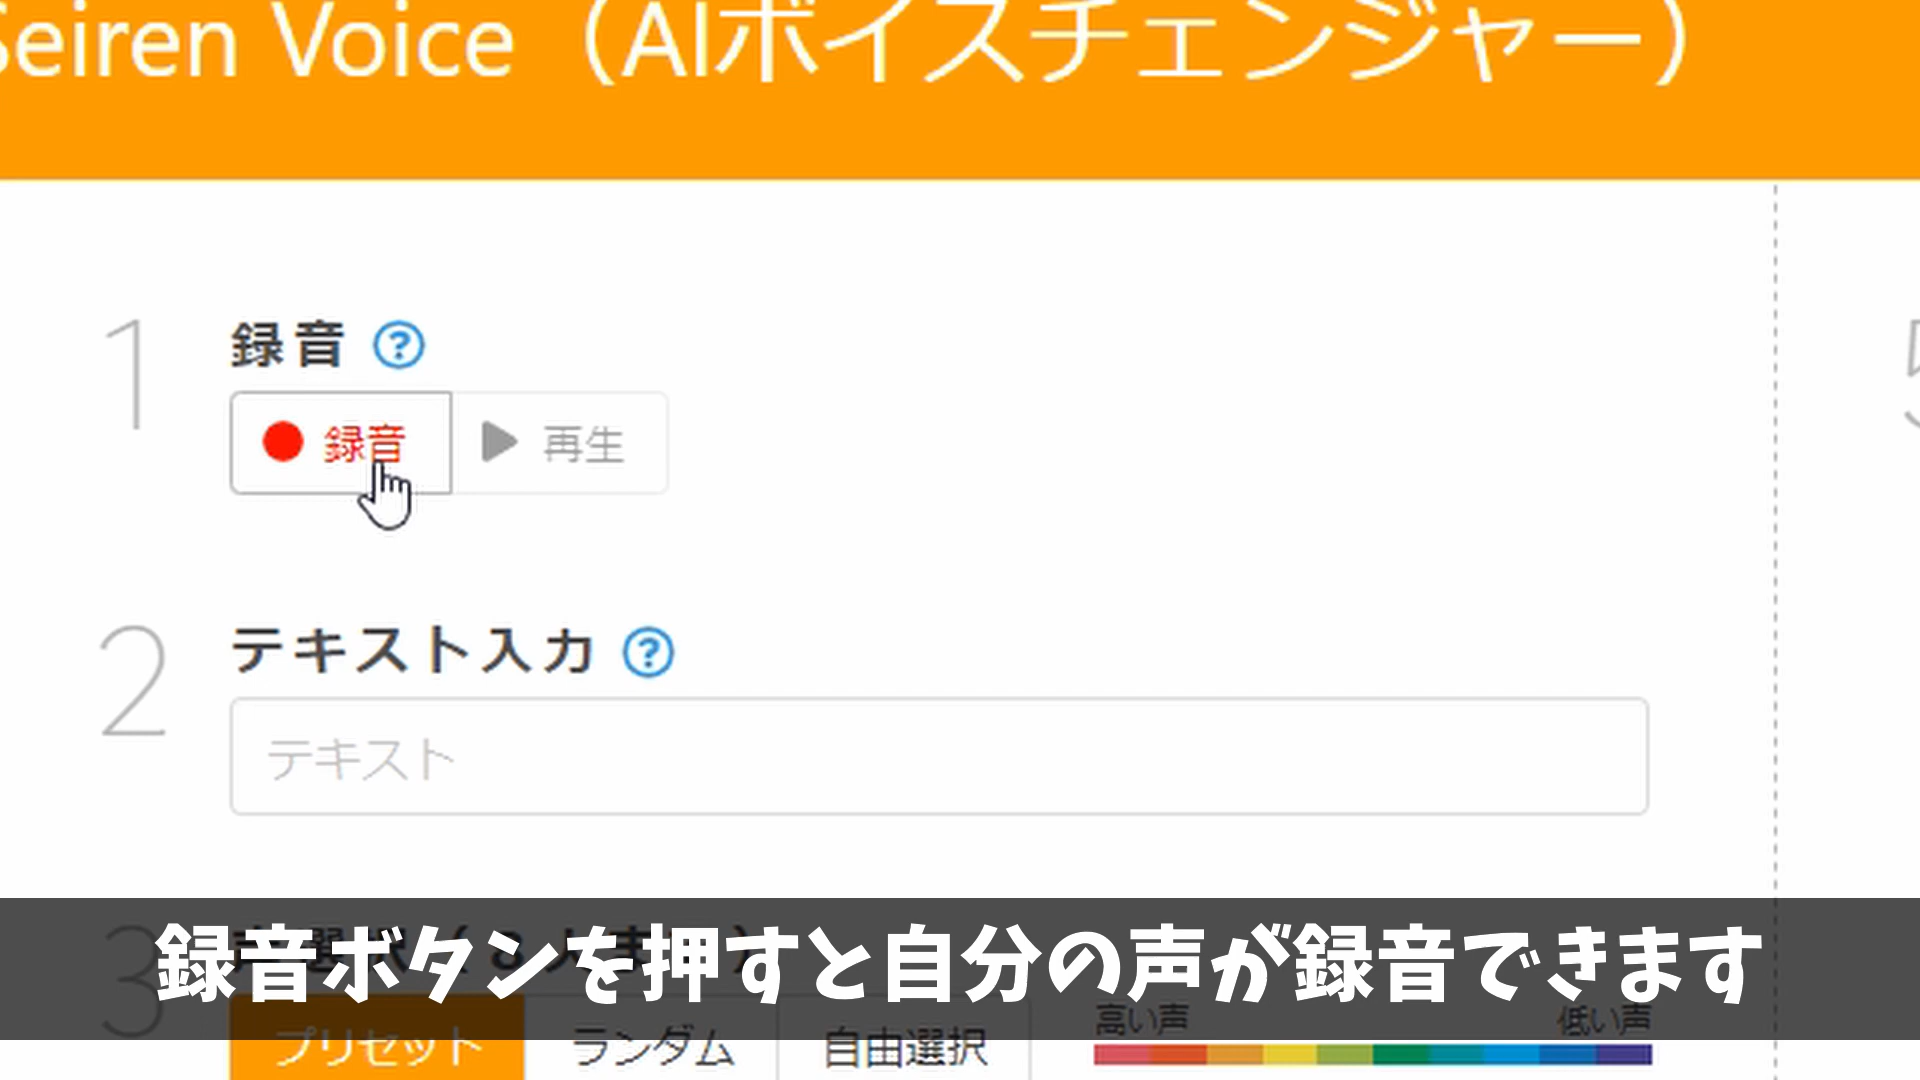 Seiren Voice（AIボイスチェンジャー）
1 録音 ?
録音 再生
2 テキスト入力 ?
テキスト
3
録音ボタンを押すと自分の声が録音できます
高い声 低い声
プリセット ランダム 自由選択
5